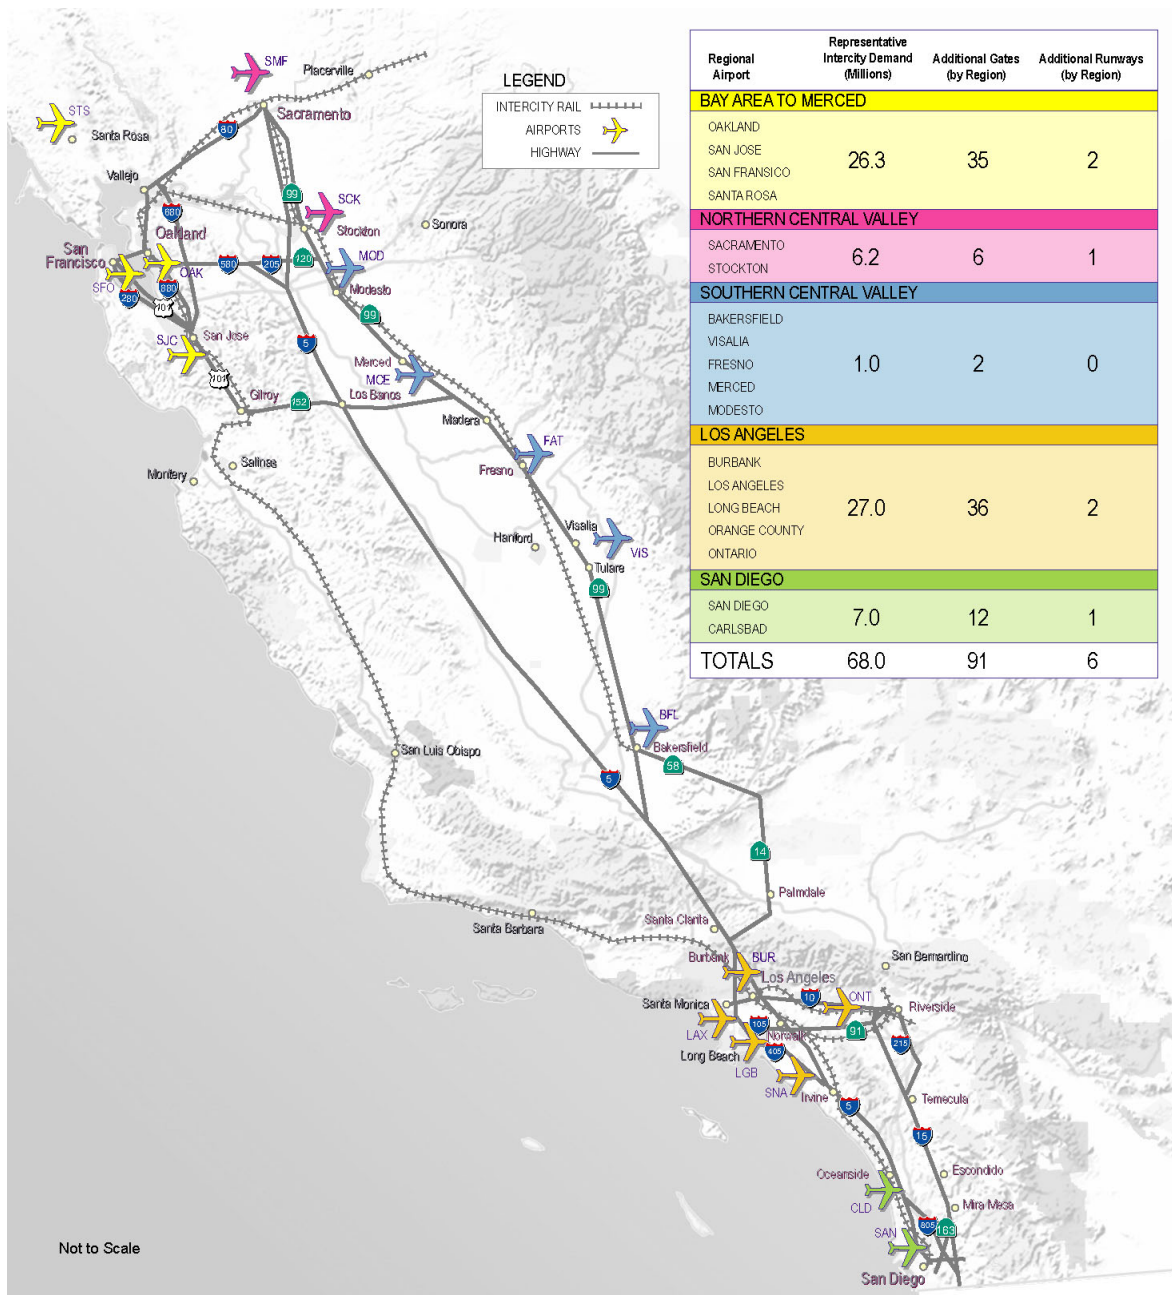 SMF
Placerville
STS
Santa Rosa
Sacramento
80
Vallejo
99
SCK
Stockton
Sonora
680
Oakland
San
Francisco
OAK
580
205
120
MOD
SFO
280
880
101
Modesto
99
San Jose
SJC
5
Merced
MCE
101
Gilroy
152
Los Banos
Madera
FAT
Fresno
Salinas
Montery
Visalia
Hanford
VIS
Tulare
99
BFL
Bakersfield
San Luis Obispo
58
5
14
Palmdale
Santa Clarita
Santa Barbara
Burbank
BUR
San Bernardino
Los Angeles
Santa Monica
10
ONT
Riverside
LAX
105
Norwalk
91
215
Long Beach
405
LGB
SNA
Irvine
5
Temecula
15
Oceanside
Escondido
CLD
Mira Mesa
SAN
805
163
San Diego
Not to Scale
LEGEND
INTERCITY RAIL
AIRPORTS
HIGHWAY
Regional Airport Representative Intercity Demand (Millions) Additional Gates (by Region) Additional Runways (by Region)
BAY AREA TO MERCED
OAKLAND
SAN JOSE
SAN FRANSICO
SANTA ROSA
26.3 35 2
NORTHERN CENTRAL VALLEY
SACRAMENTO
STOCKTON
6.2 6 1
SOUTHERN CENTRAL VALLEY
BAKERSFIELD
VISALIA
FRESNO
MERCED
MODESTO
1.0 2 0
LOS ANGELES
BURBANK
LOS ANGELES
LONG BEACH
ORANGE COUNTY
ONTARIO
27.0 36 2
SAN DIEGO
SAN DIEGO
CARLSBAD
7.0 12 1
TOTALS 68.0 91 6